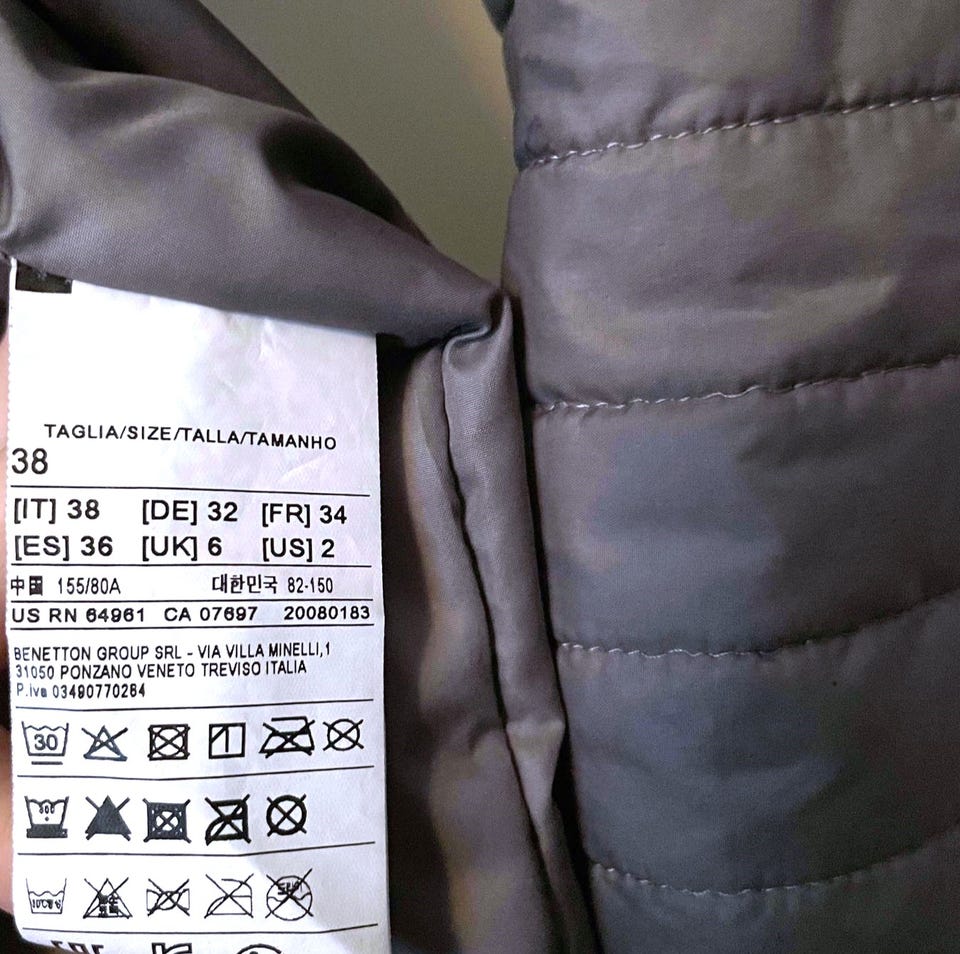 TAGLIA/SIZE/TALLA/TAMANHO
38
[IT] 38 [DE] 32 [FR] 34
[ES] 36 [UK] 6 [US] 2
中国 155/80A 대한민국 82-150
US RN 64961 CA 07697 20080183
BENETTON GROUP SRL - VIA VILLA MINELLI,1
31050 PONZANO VENETO TREVISO ITALIA
P.iva 03490770264
30